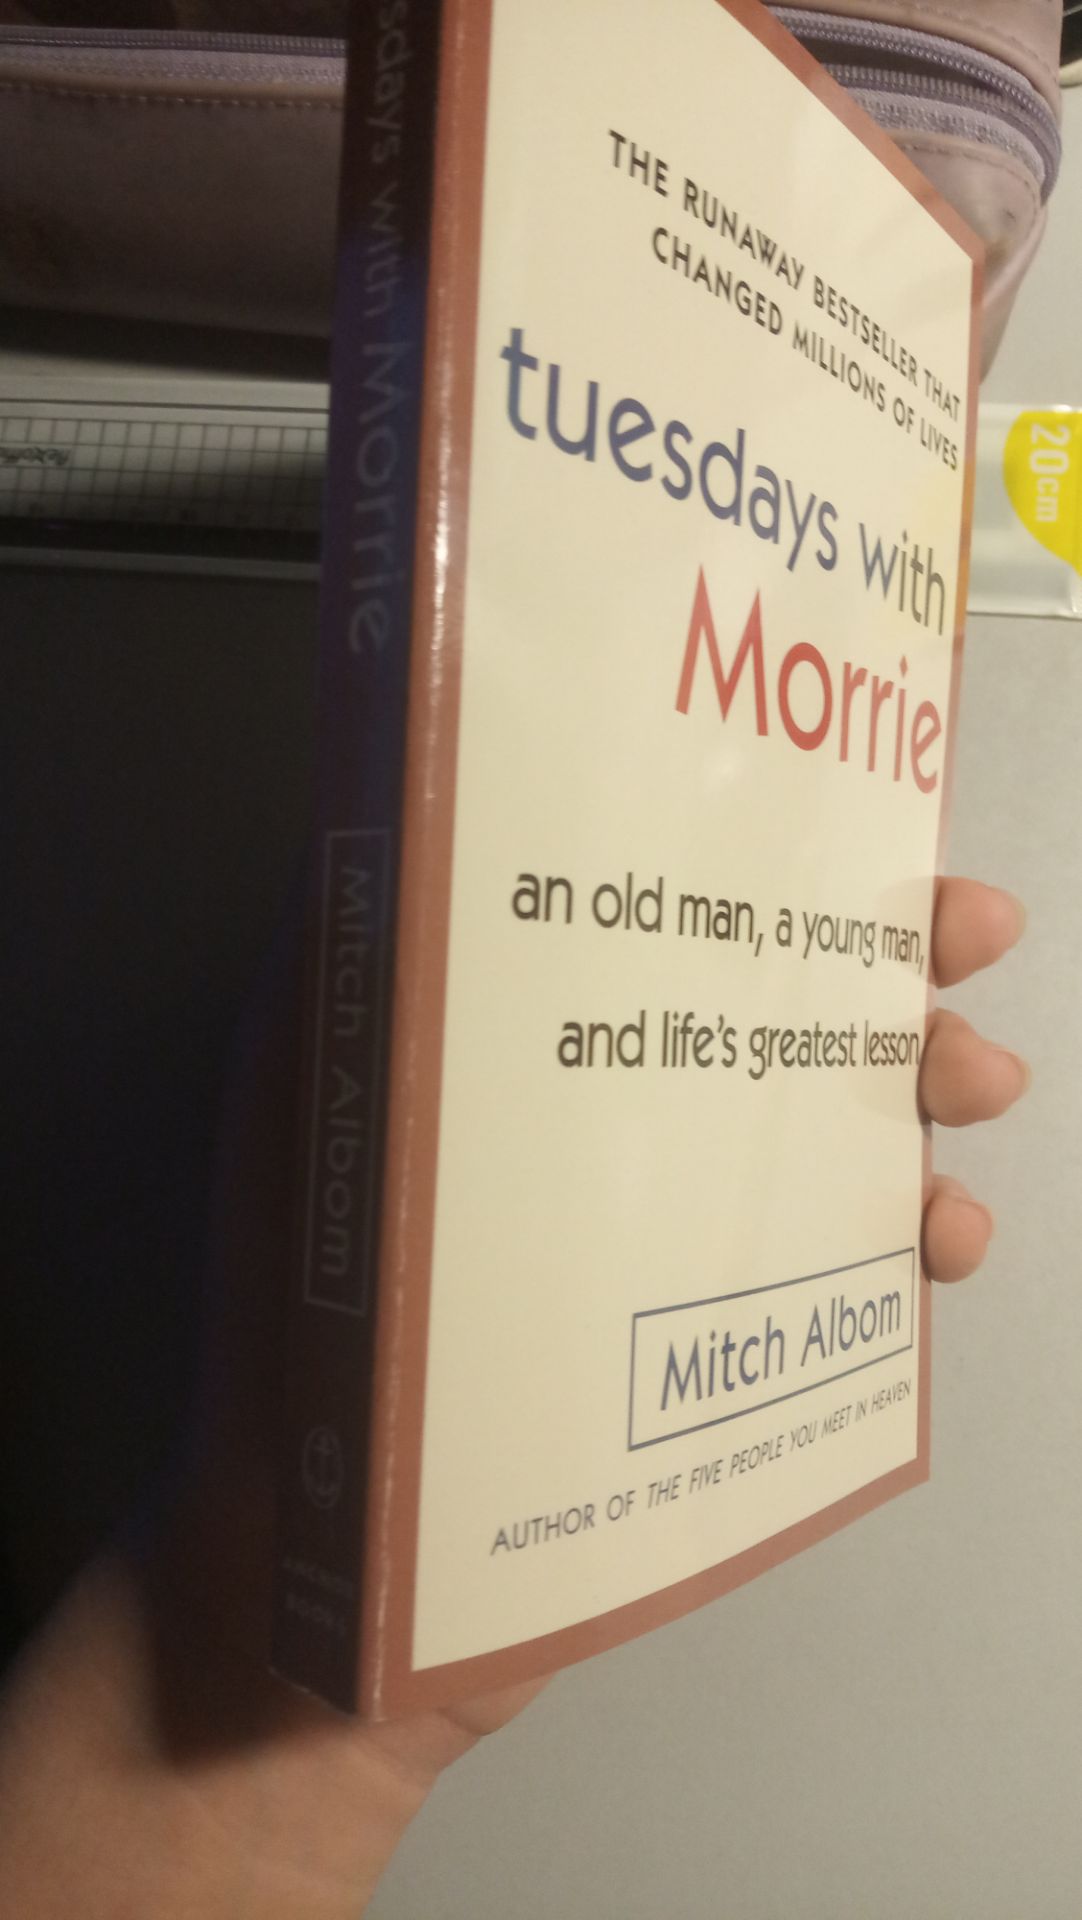 THE RUNAWAY BESTSELLER THAT
CHANGED MILLIONS OF LIVES
tuesdays with
Morrie
an old man, a young man,
and life's greatest lesson
Mitch Albom
AUTHOR OF THE FIVE PEOPLE YOU MEET IN HEAVEN
sdays with Morrie
Mitch Albom
BOOKS
20cm